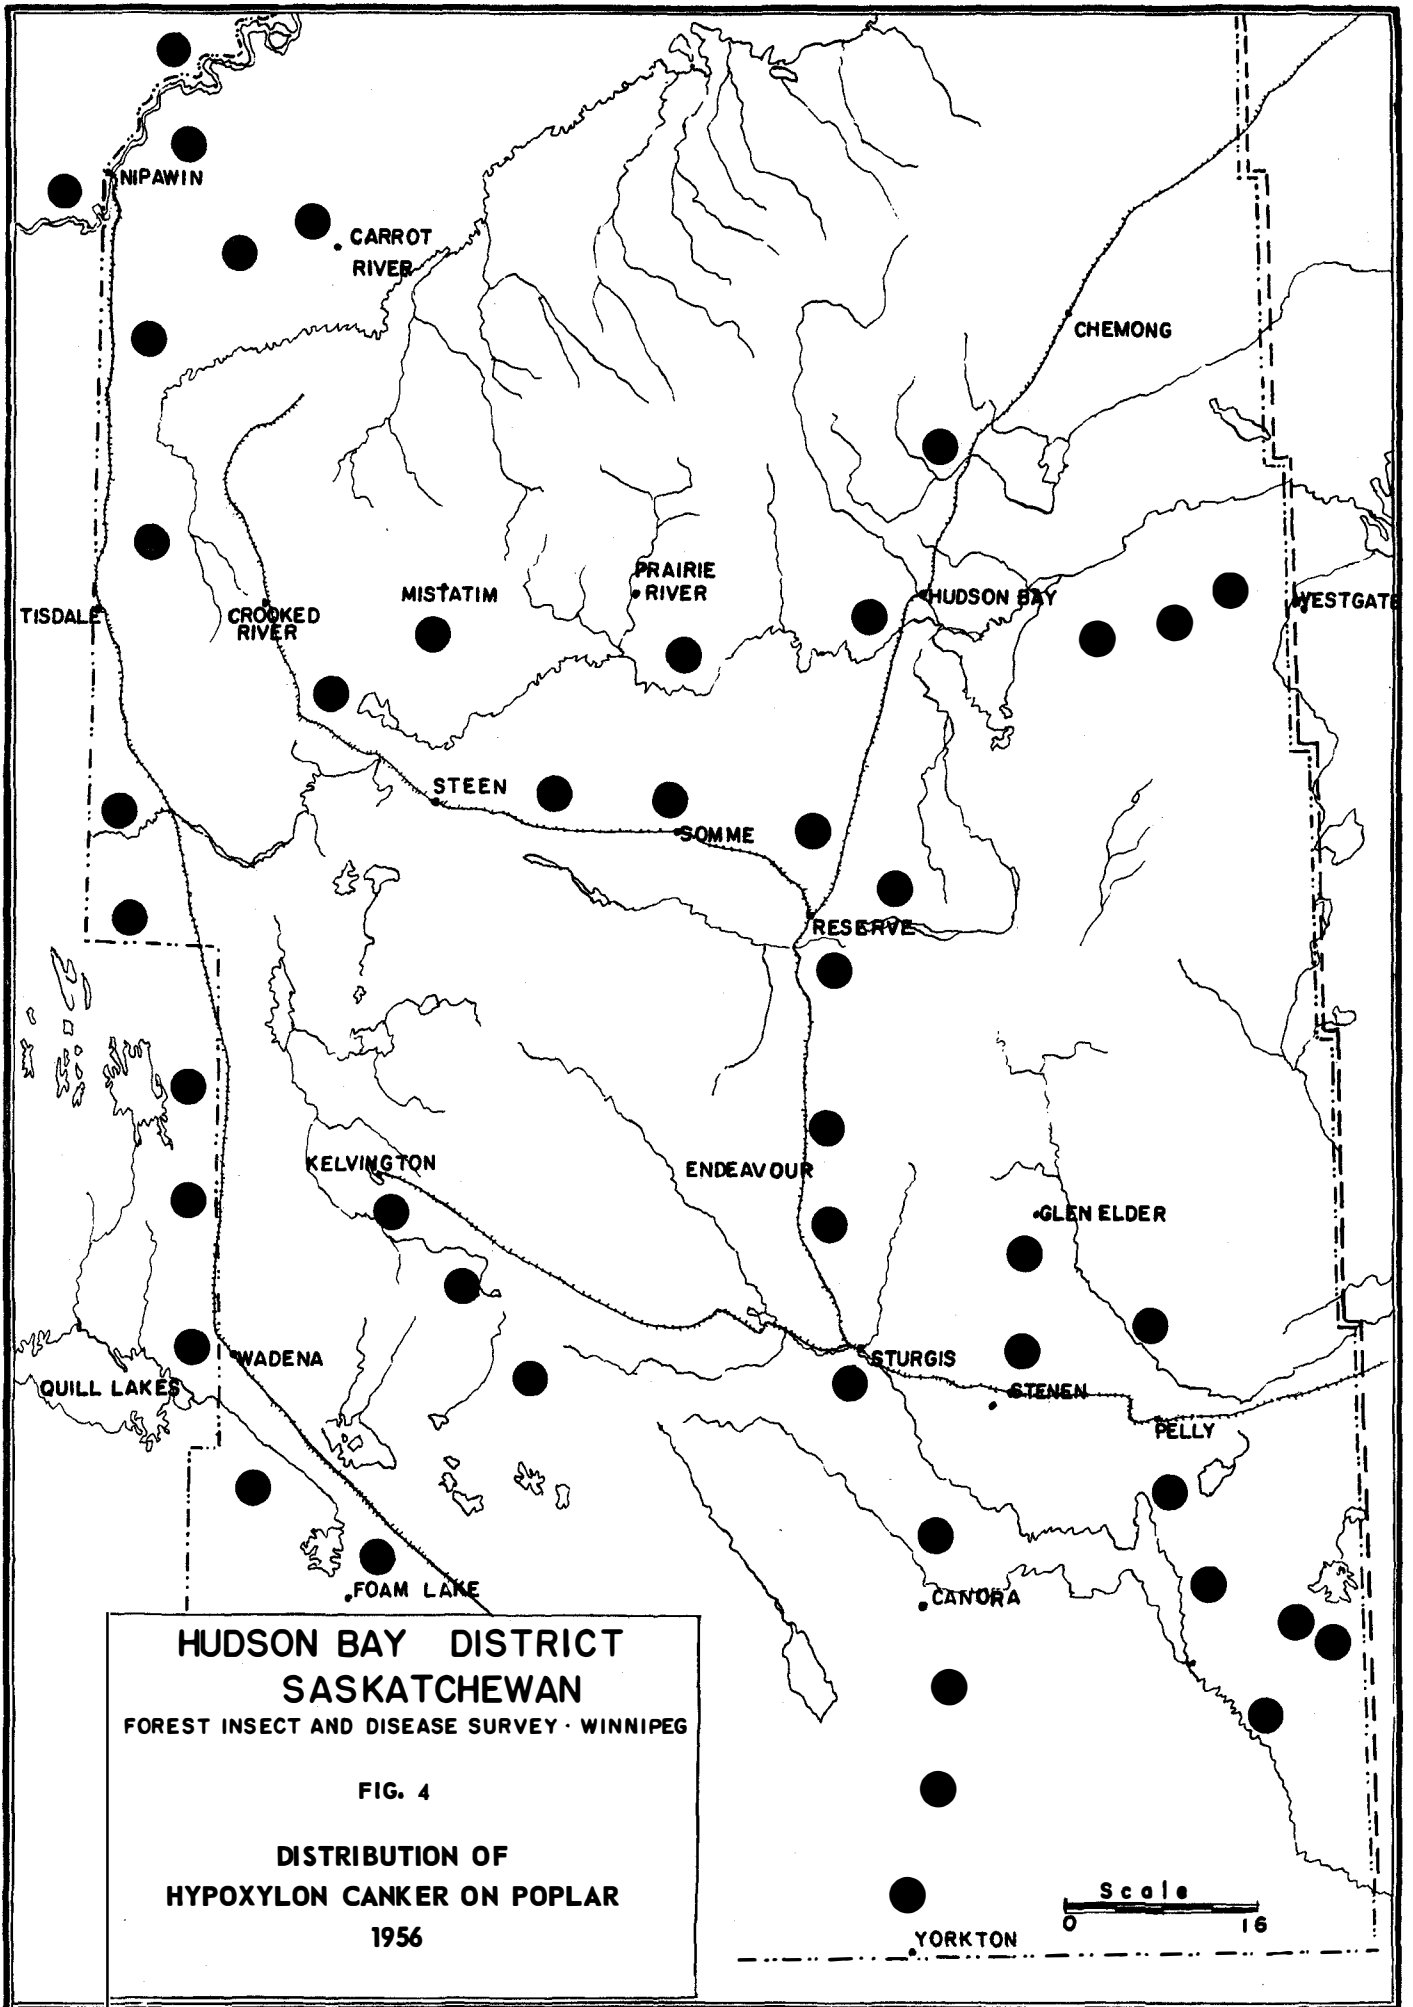 NIPAWIN
CARROT
RIVER
CHEMONG
TISDALE
CROOKED
RIVER
MISTATIM
PRAIRIE
RIVER
HUDSON BAY
WESTGATE
STEEN
SOMME
RESERVE
KELVINGTON
ENDEAVOUR
GLEN ELDER
WADENA
QUILL LAKES
STURGIS
STENEN
PELLY
FOAM LAKE
CANORA
YORKTON
Scale
0 16
HUDSON BAY DISTRICT
SASKATCHEWAN
FOREST INSECT AND DISEASE SURVEY · WINNIPEG
FIG. 4
DISTRIBUTION OF
HYPOXYLON CANKER ON POPLAR
1956